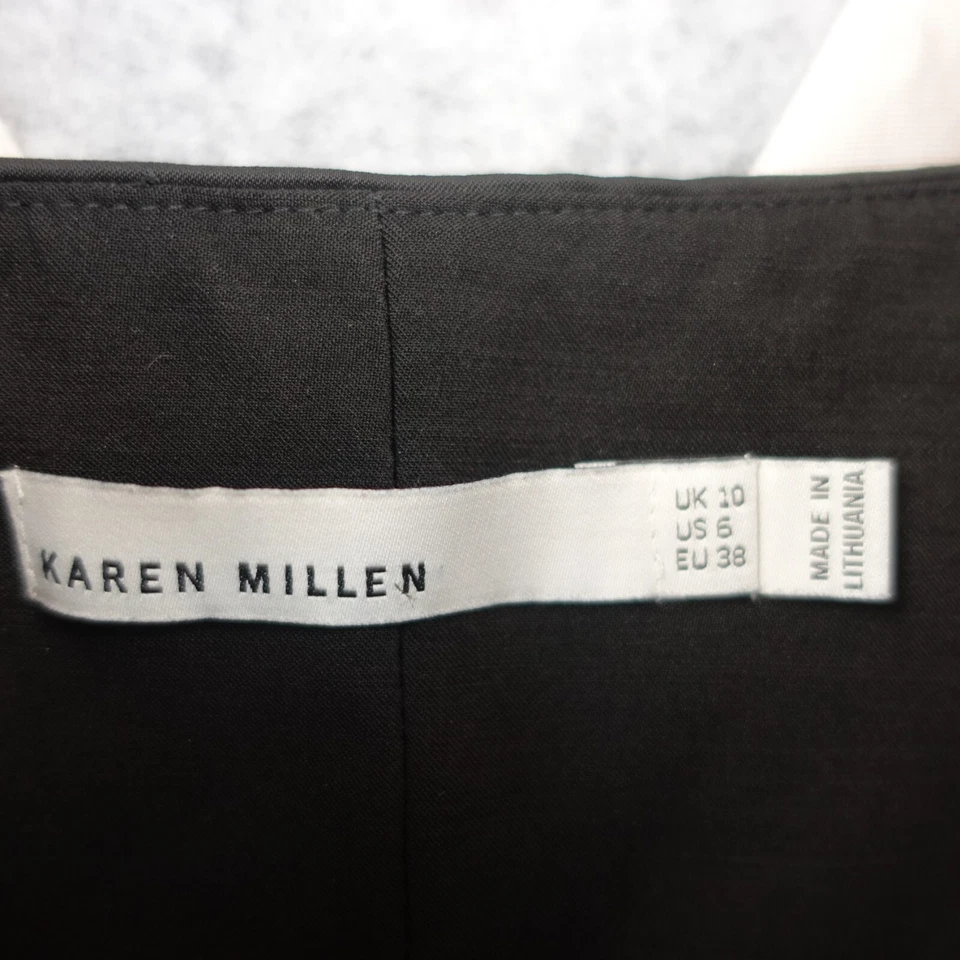 KAREN MILLEN
UK 10
US 6
EU 38
MADE IN
LITHUANIA